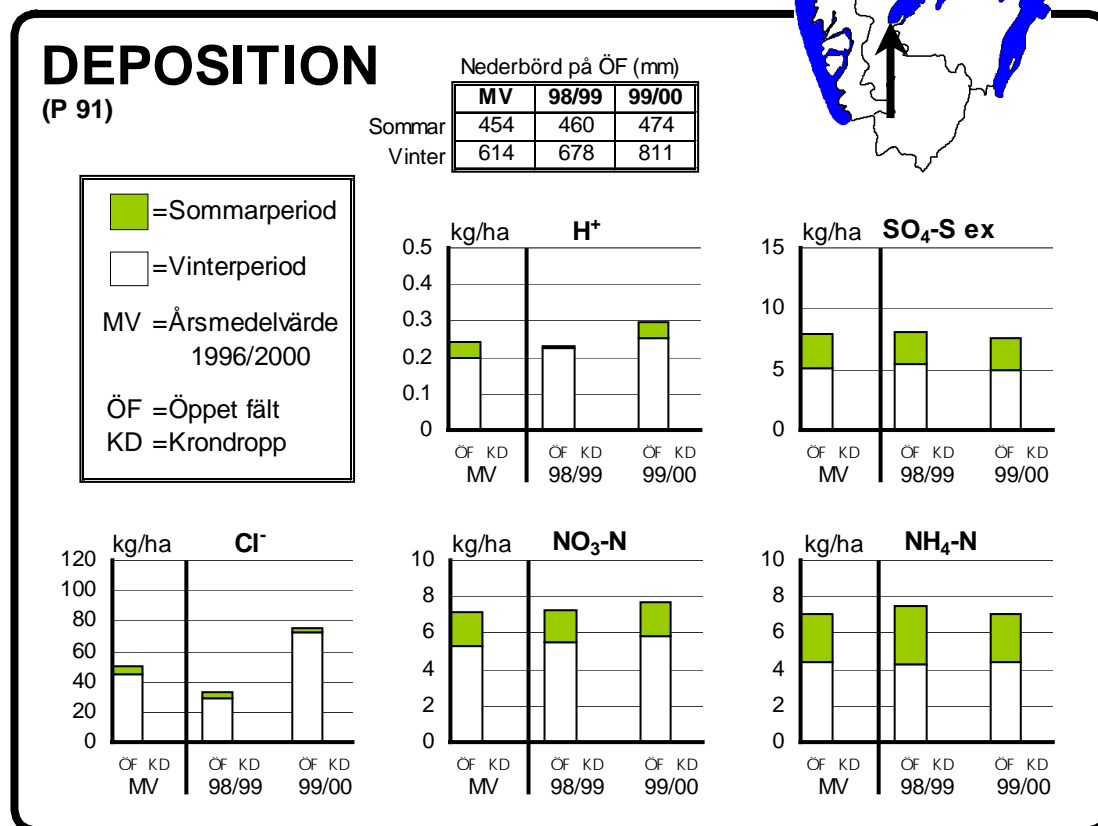 DEPOSITION
(P 91)
Nederbörd på ÖF (mm)
MV 98/99 99/00
Sommar 454 460 474
Vinter 614 678 811
=Sommarperiod
=Vinterperiod
MV =Årsmedelvärde
1996/2000
ÖF =Öppet fält
KD =Krondropp
kg/ha H⁺
0.5
0.4
0.3
0.2
0.1
0
ÖF KD ÖF KD ÖF KD
MV 98/99 99/00
kg/ha SO₄-S ex
15
10
5
0
ÖF KD ÖF KD ÖF KD
MV 98/99 99/00
kg/ha Cl⁻
120
100
80
60
40
20
0
ÖF KD ÖF KD ÖF KD
MV 98/99 99/00
kg/ha NO₃-N
10
8
6
4
2
0
ÖF KD ÖF KD ÖF KD
MV 98/99 99/00
kg/ha NH₄-N
10
8
6
4
2
0
ÖF KD ÖF KD ÖF KD
MV 98/99 99/00